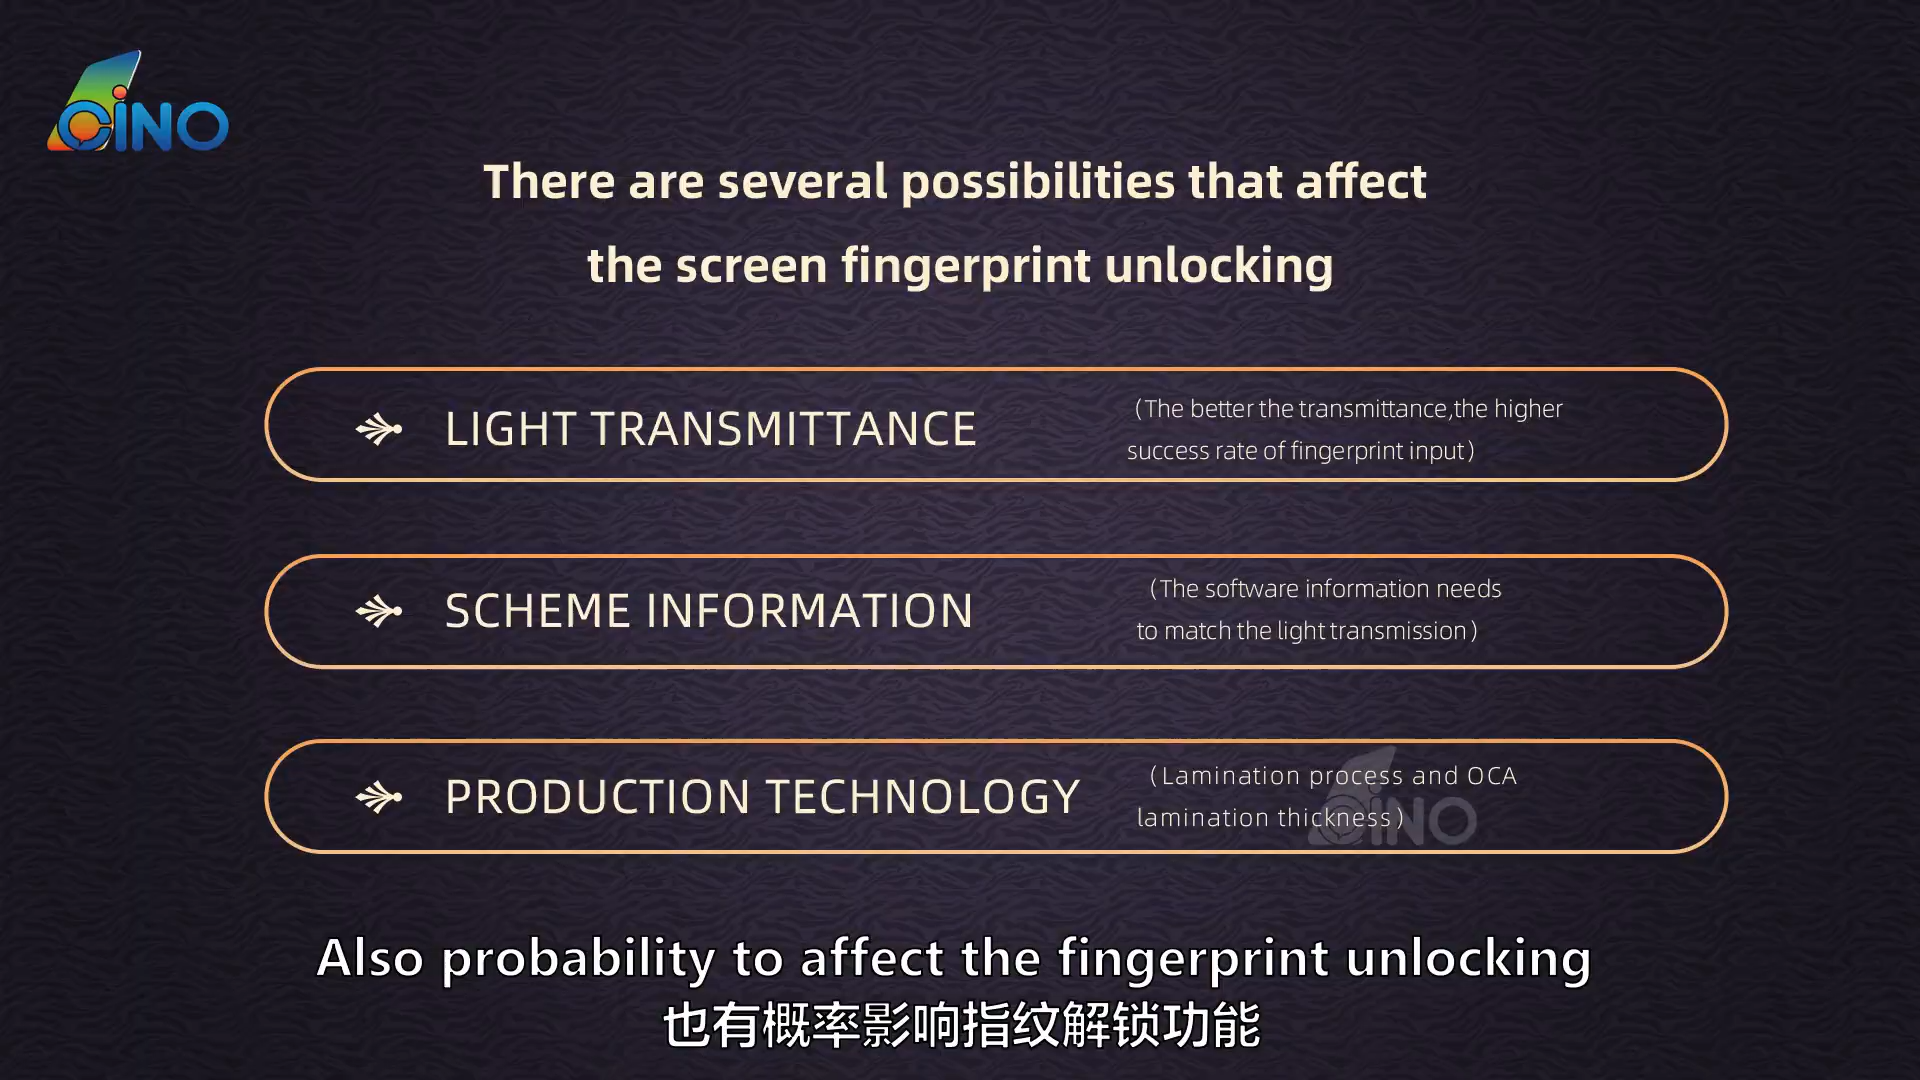 CINO
There are several possibilities that affect
the screen fingerprint unlocking
LIGHT TRANSMITTANCE
（The better the transmittance,the higher
success rate of fingerprint input）
SCHEME INFORMATION
（The software information needs
to match the light transmission）
PRODUCTION TECHNOLOGY
（Lamination process and OCA
lamination thickness）
CINO
Also probability to affect the fingerprint unlocking
也有概率影响指纹解锁功能